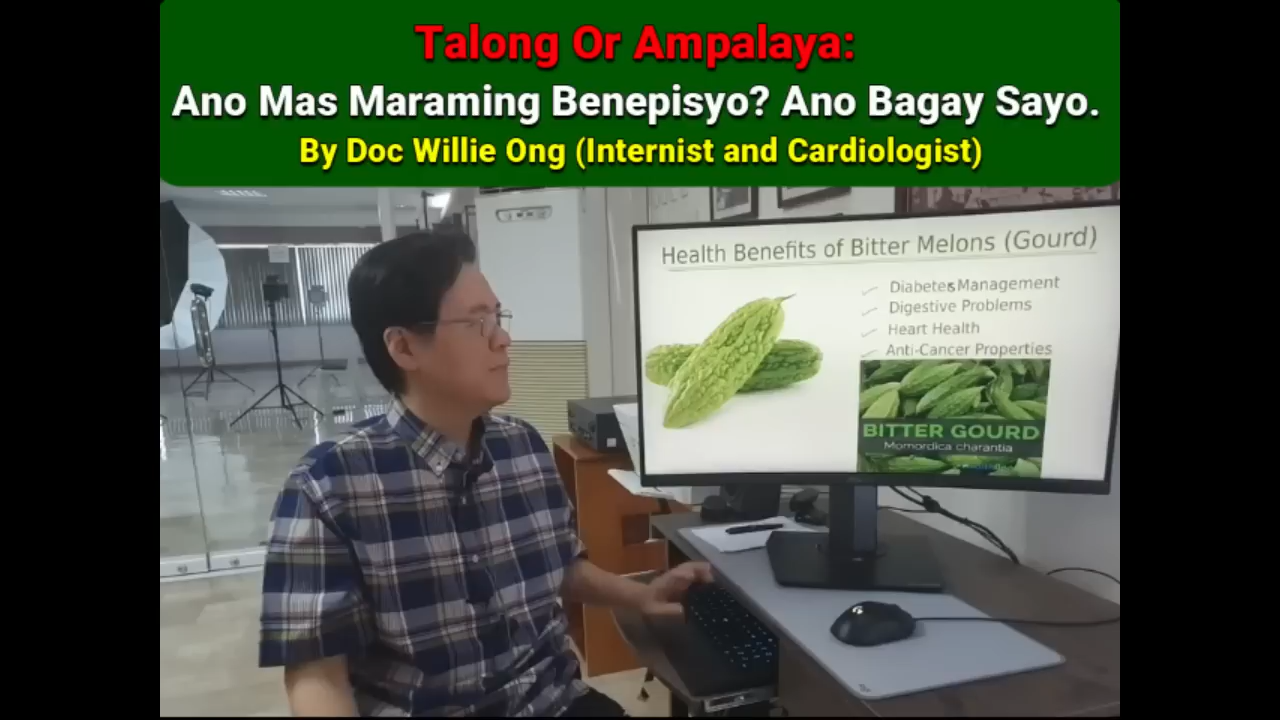 Talong Or Ampalaya:
Ano Mas Maraming Benepisyo? Ano Bagay Sayo.
By Doc Willie Ong (Internist and Cardiologist)
Health Benefits of Bitter Melons (Gourd)
Diabetes Management
Digestive Problems
Heart Health
Anti-Cancer Properties
BITTER GOURD
Momordica charantia